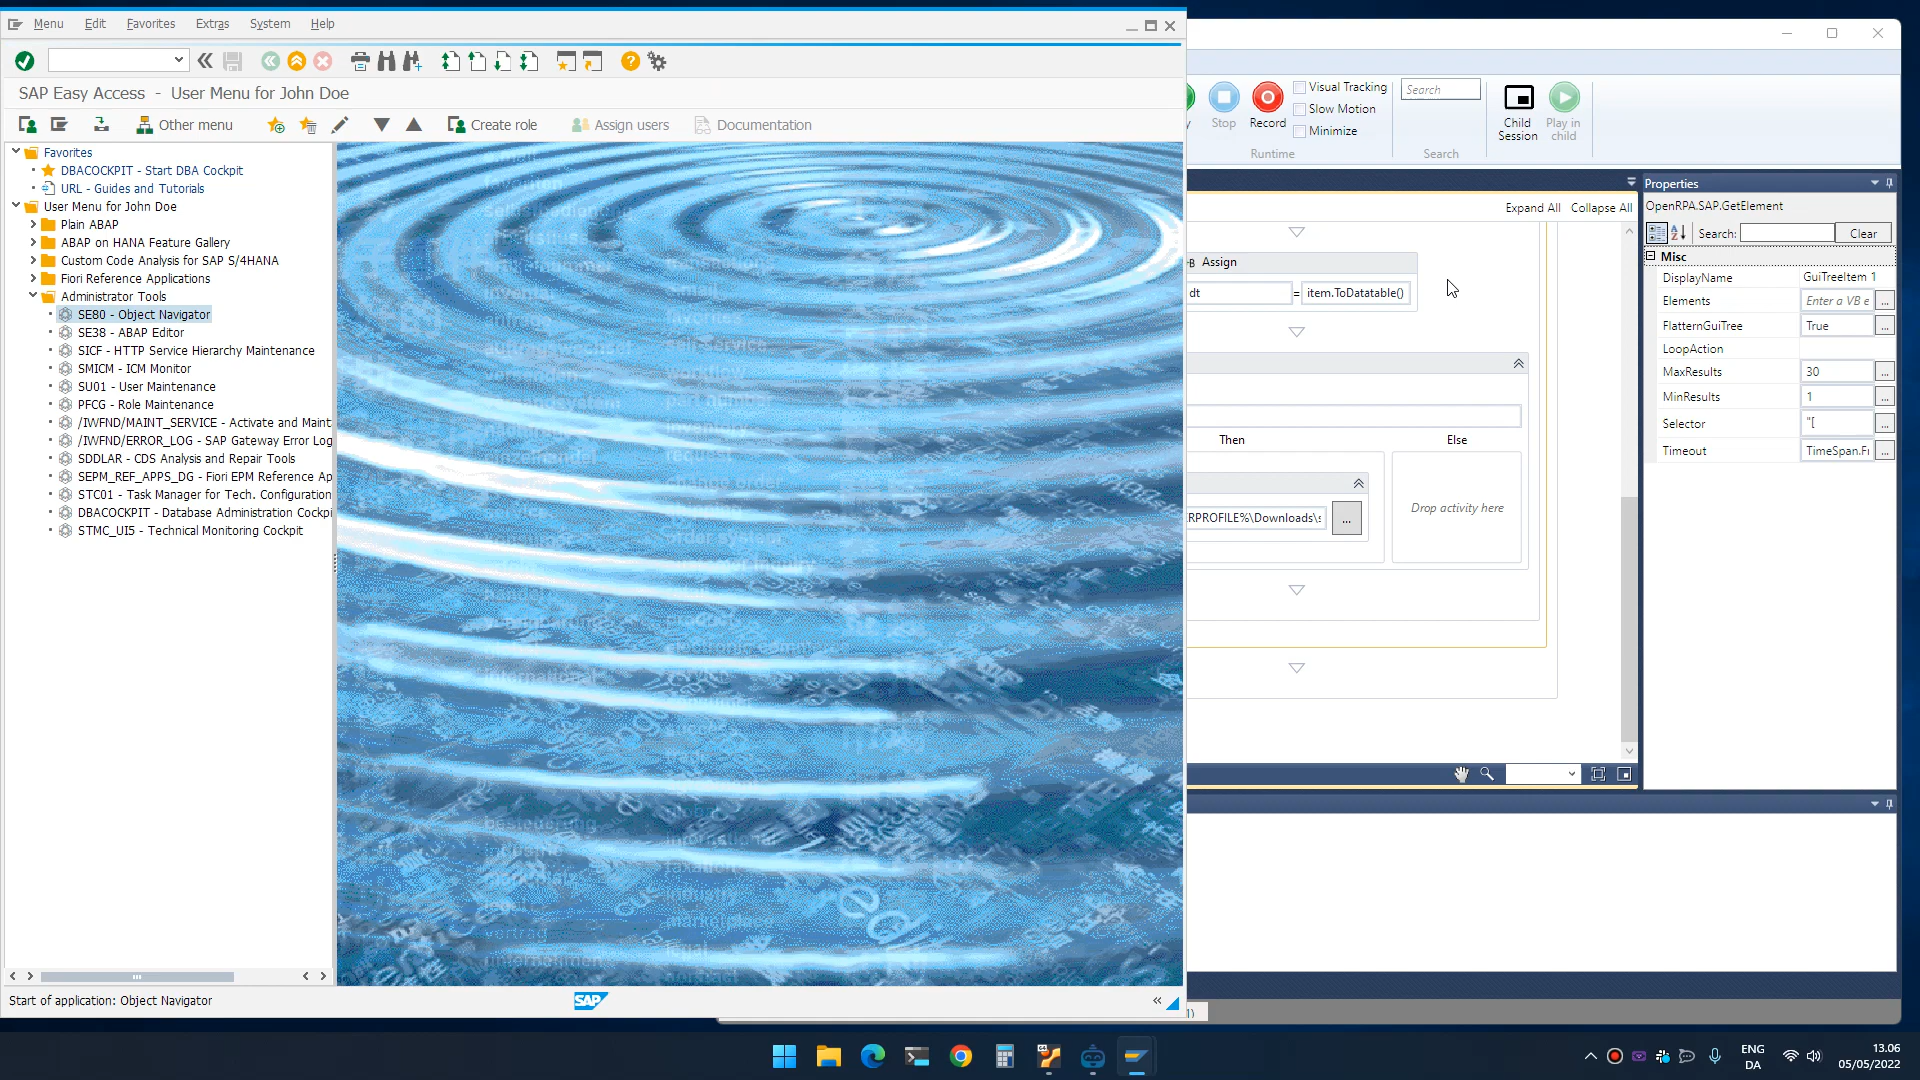 Menu Edit Favorites Extras System Help
SAP Easy Access - User Menu for John Doe
Other menu Create role Assign users Documentation
Favorites
DBACOCKPIT - Start DBA Cockpit
URL - Guides and Tutorials
User Menu for John Doe
Plain ABAP
ABAP on HANA Feature Gallery
Custom Code Analysis for SAP S/4HANA
Fiori Reference Applications
Administrator Tools
SE80 - Object Navigator
SE38 - ABAP Editor
SICF - HTTP Service Hierarchy Maintenance
SMICM - ICM Monitor
SU01 - User Maintenance
PFCG - Role Maintenance
/IWFND/MAINT_SERVICE - Activate and Maint
/IWFND/ERROR_LOG - SAP Gateway Error Log
SDDLAR - CDS Analysis and Repair Tools
SEPM_REF_APPS_DG - Fiori EPM Reference Ap
STC01 - Task Manager for Tech. Configuration
DBACOCKPIT - Database Administration Cockpi
STMC_UI5 - Technical Monitoring Cockpit
Start of application: Object Navigator
SAP
y Stop Record
Visual Tracking
Slow Motion
Minimize
Runtime
Search
Search
Child Session
Play in child
Expand All Collapse All
A+B Assign
dt = item.ToDatatable()
Then Else
Drop activity here
RPROFILE%\Downloads\s
...
Properties
OpenRPA.SAP.GetElement
Search: Clear
Misc
DisplayName GuiTreeItem 1
Elements Enter a VB e ...
FlatternGuiTree True ...
LoopAction
MaxResults 30 ...
MinResults 1 ...
Selector "[ ...
Timeout TimeSpan.Fr ...
ENG
DA
13.06
05/05/2022